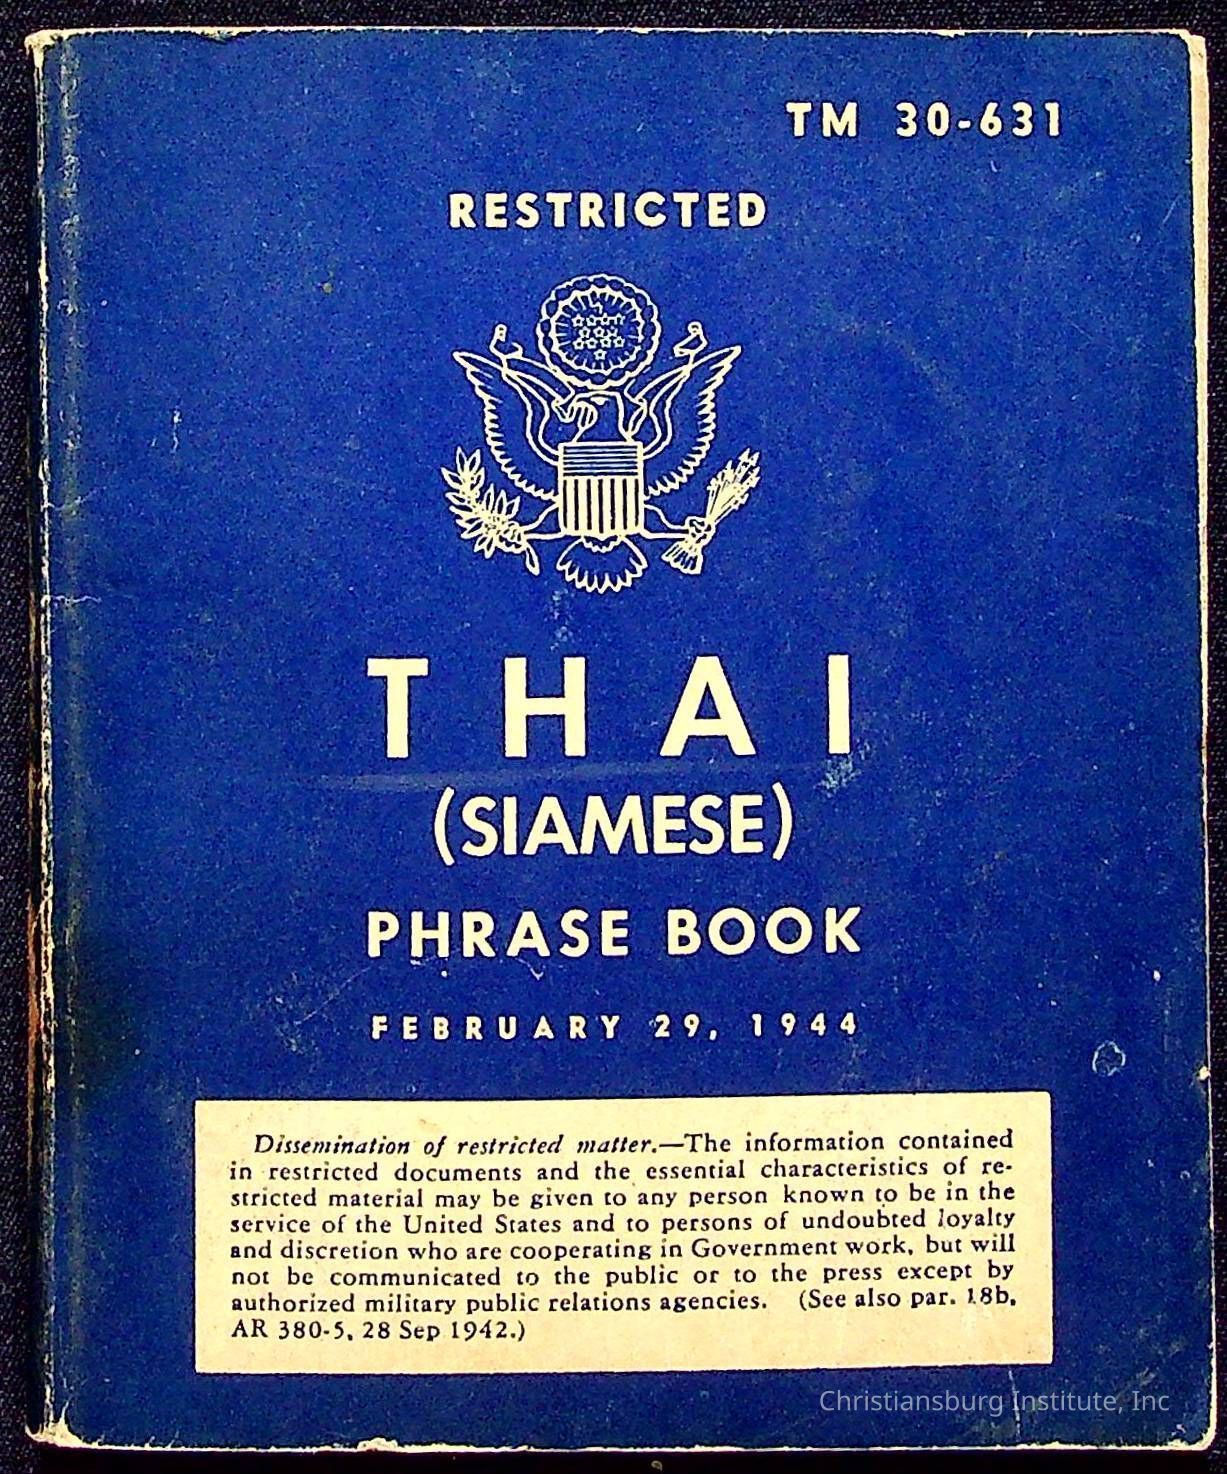 TM 30-631
RESTRICTED
THAI
(SIAMESE)
PHRASE BOOK
FEBRUARY 29, 1944
Dissemination of restricted matter.—The information contained
in restricted documents and the essential characteristics of re-
stricted material may be given to any person known to be in the
service of the United States and to persons of undoubted loyalty
and discretion who are cooperating in Government work, but will
not be communicated to the public or to the press except by
authorized military public relations agencies. (See also par. 18b,
AR 380-5, 28 Sep 1942.)
Christiansburg Institute, Inc